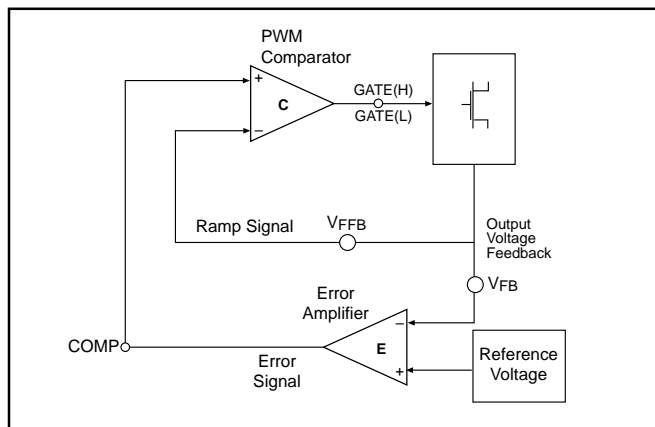 PWM
Comparator
+
C
−
GATE(H)
GATE(L)
Ramp Signal
VFFB
Output
Voltage
Feedback
VFB
Error
Amplifier
−
E
+
COMP
Error
Signal
Reference
Voltage